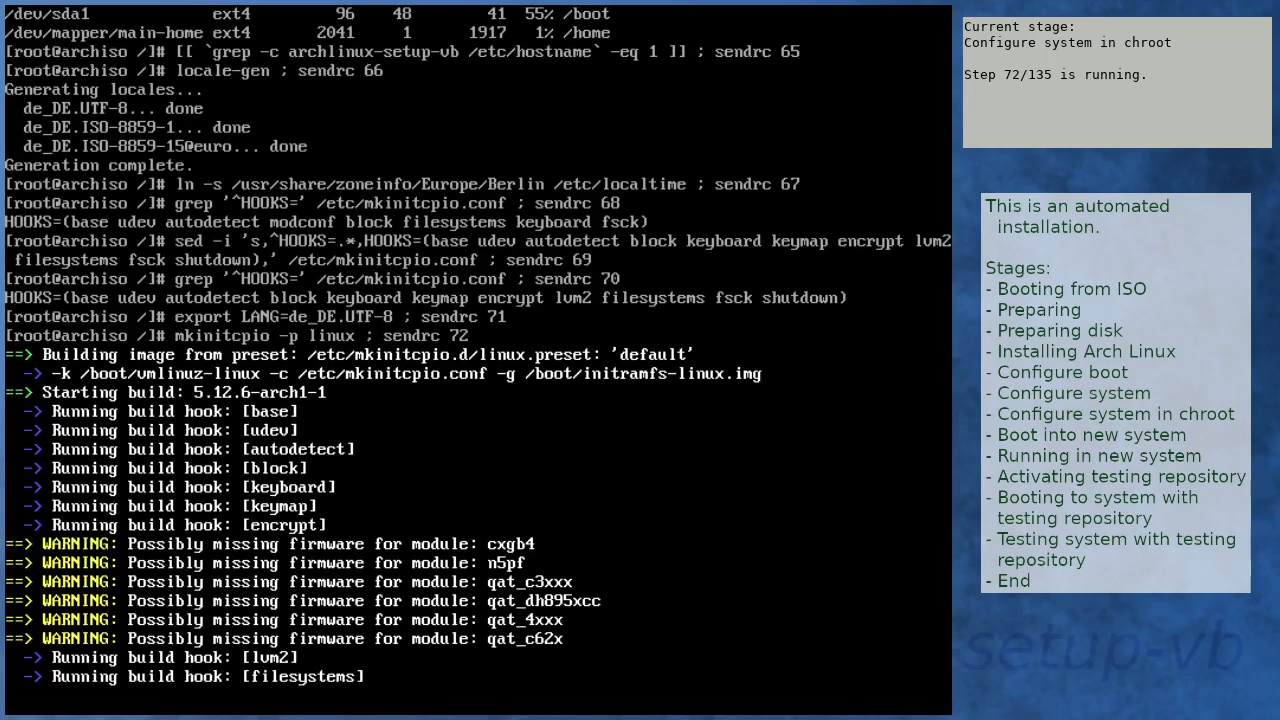 /dev/sda1               ext4          96    48        41  55% /boot
/dev/mapper/main-home ext4        2041     1      1917   1% /home
[root@archiso /]# [[ `grep -c archlinux-setup-vb /etc/hostname` -eq 1 ]] ; sendrc 65
[root@archiso /]# locale-gen ; sendrc 66
Generating locales...
  de_DE.UTF-8... done
  de_DE.ISO-8859-1... done
  de_DE.ISO-8859-15@euro... done
Generation complete.
[root@archiso /]# ln -s /usr/share/zoneinfo/Europe/Berlin /etc/localtime ; sendrc 67
[root@archiso /]# grep '^HOOKS=' /etc/mkinitcpio.conf ; sendrc 68
HOOKS=(base udev autodetect modconf block filesystems keyboard fsck)
[root@archiso /]# sed -i 's,^HOOKS=.*,HOOKS=(base udev autodetect block keyboard keymap encrypt lvm2
 filesystems fsck shutdown),' /etc/mkinitcpio.conf ; sendrc 69
[root@archiso /]# grep '^HOOKS=' /etc/mkinitcpio.conf ; sendrc 70
HOOKS=(base udev autodetect block keyboard keymap encrypt lvm2 filesystems fsck shutdown)
[root@archiso /]# export LANG=de_DE.UTF-8 ; sendrc 71
[root@archiso /]# mkinitcpio -p linux ; sendrc 72
==> Building image from preset: /etc/mkinitcpio.d/linux.preset: 'default'
  -> -k /boot/vmlinuz-linux -c /etc/mkinitcpio.conf -g /boot/initramfs-linux.img
==> Starting build: 5.12.6-arch1-1
  -> Running build hook: [base]
  -> Running build hook: [udev]
  -> Running build hook: [autodetect]
  -> Running build hook: [block]
  -> Running build hook: [keyboard]
  -> Running build hook: [keymap]
  -> Running build hook: [encrypt]
==> WARNING: Possibly missing firmware for module: cxgb4
==> WARNING: Possibly missing firmware for module: n5pf
==> WARNING: Possibly missing firmware for module: qat_c3xxx
==> WARNING: Possibly missing firmware for module: qat_dh895xcc
==> WARNING: Possibly missing firmware for module: qat_4xxx
==> WARNING: Possibly missing firmware for module: qat_c62x
  -> Running build hook: [lvm2]
  -> Running build hook: [filesystems]
Current stage:
Configure system in chroot
Step 72/135 is running.
This is an automated
installation.
Stages:
- Booting from ISO
- Preparing
- Preparing disk
- Installing Arch Linux
- Configure boot
- Configure system
- Configure system in chroot
- Boot into new system
- Running in new system
- Activating testing repository
- Booting to system with
testing repository
- Testing system with testing
repository
- End
-setup-vb